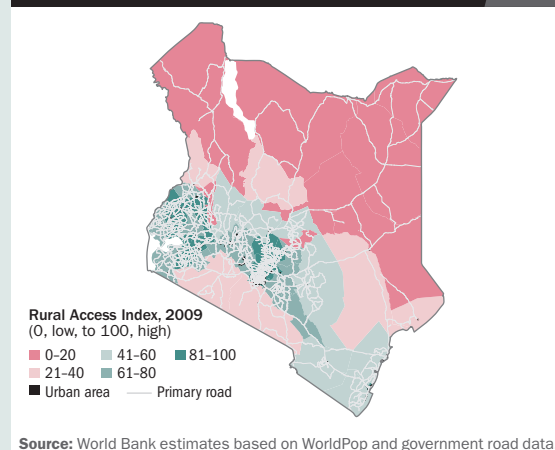 Rural Access Index, 2009
(0, low, to 100, high)
0–20 41–60 81–100
21–40 61–80
Urban area Primary road
Source: World Bank estimates based on WorldPop and government road data